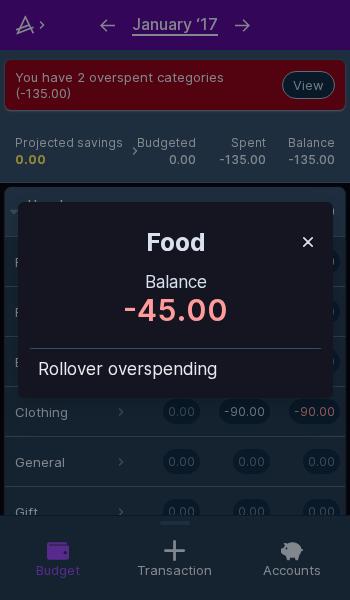 January ‘17
You have 2 overspent categories
(-135.00)
View
Projected savings Budgeted Spent Balance
0.00 0.00 -135.00 -135.00
Food
Balance
-45.00
Rollover overspending
Clothing 0.00 -90.00 -90.00
General 0.00 0.00 0.00
Gift 0.00 0.00 0.00
Budget Transaction Accounts